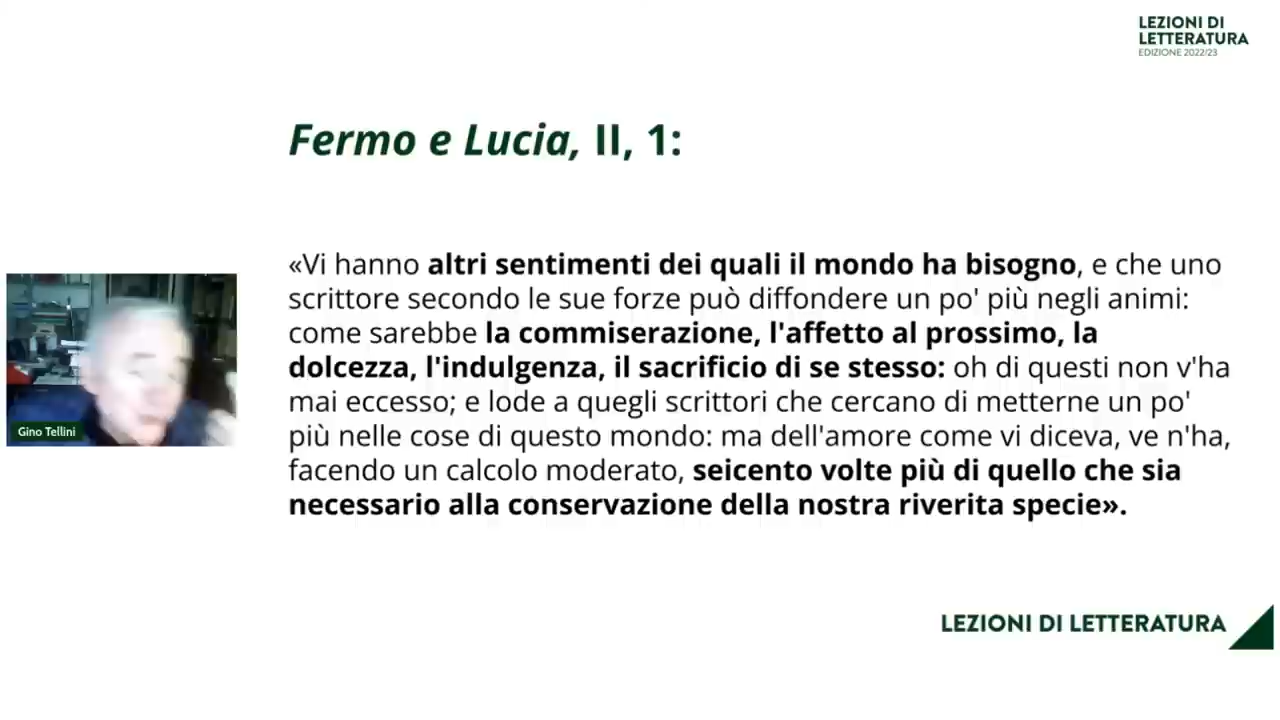 LEZIONI DI
LETTERATURA
EDIZIONE 2022/23
Fermo e Lucia, II, 1:
«Vi hanno altri sentimenti dei quali il mondo ha bisogno, e che uno
scrittore secondo le sue forze può diffondere un po' più negli animi:
come sarebbe la commiserazione, l'affetto al prossimo, la
dolcezza, l'indulgenza, il sacrificio di se stesso: oh di questi non v'ha
mai eccesso; e lode a quegli scrittori che cercano di metterne un po'
più nelle cose di questo mondo: ma dell'amore come vi diceva, ve n'ha,
facendo un calcolo moderato, seicento volte più di quello che sia
necessario alla conservazione della nostra riverita specie».
Gino Tellini
LEZIONI DI LETTERATURA